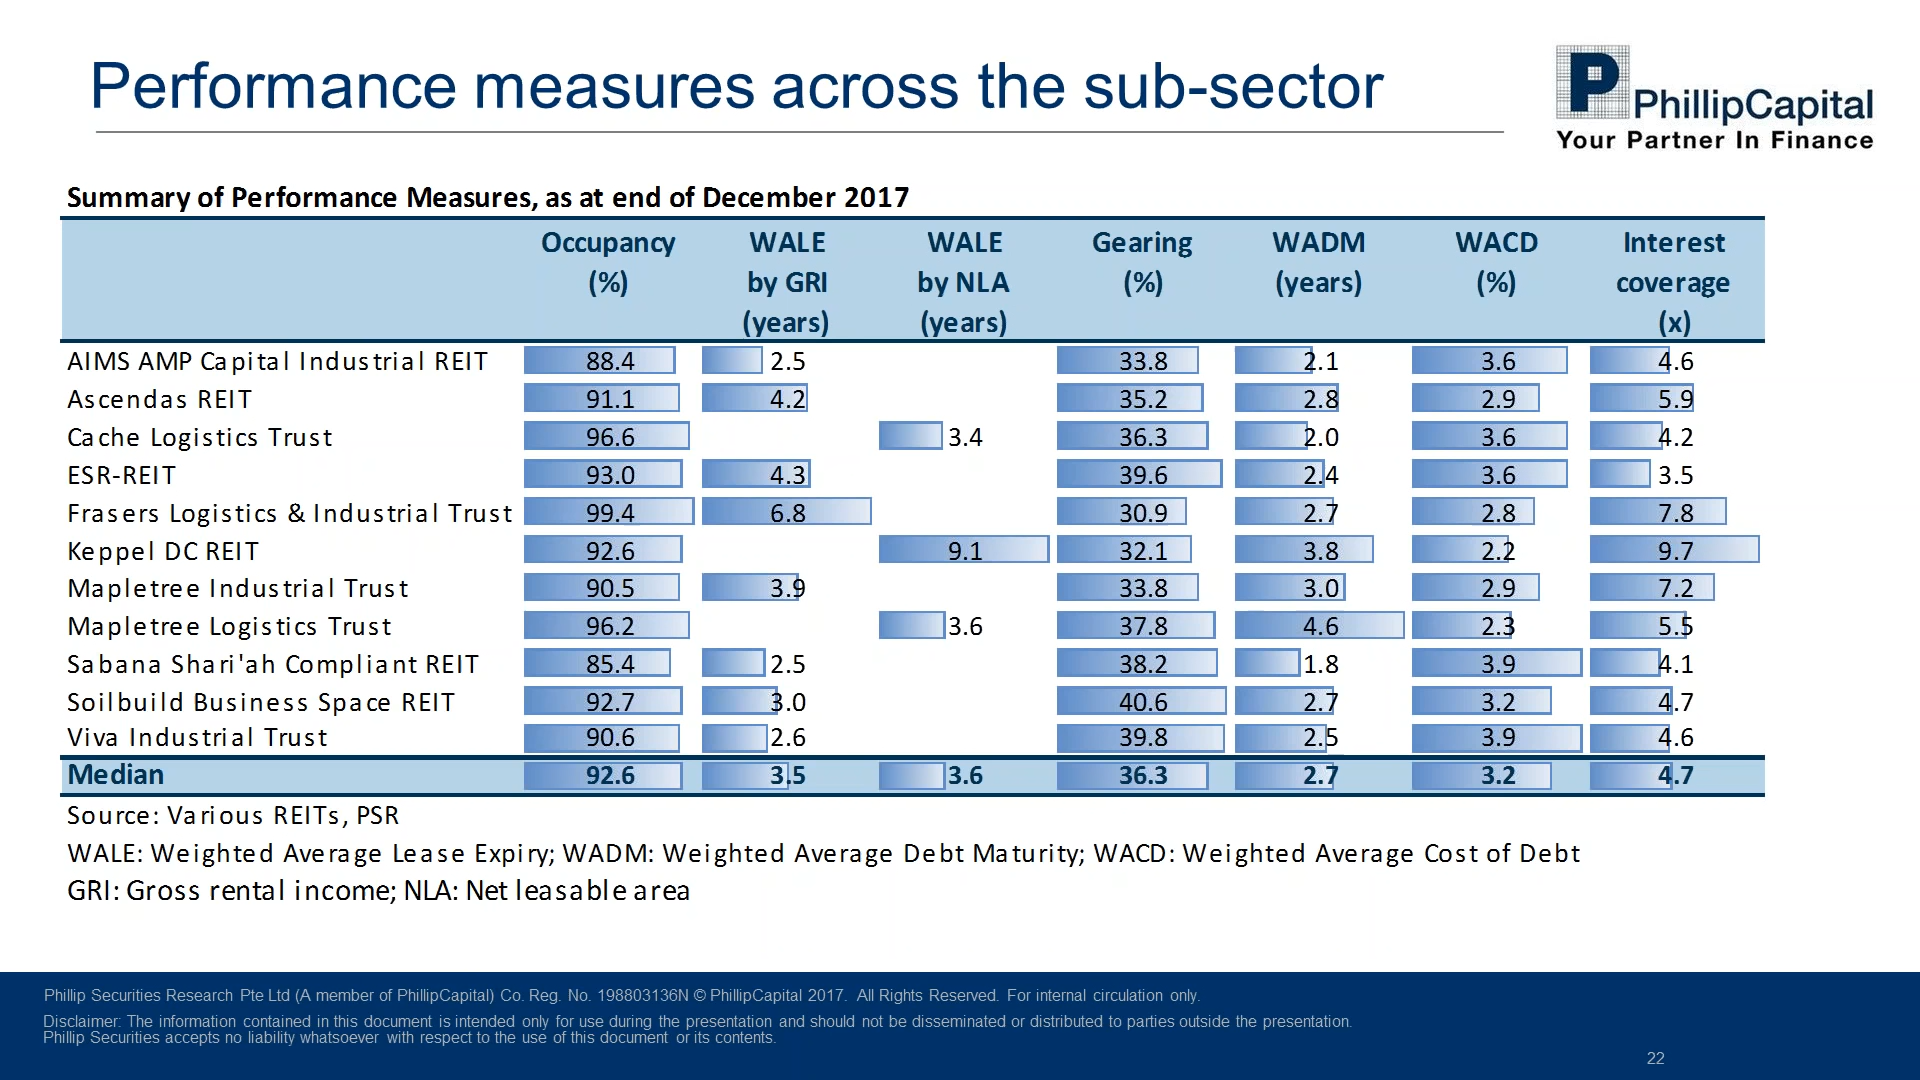 Performance measures across the sub-sector
P PhillipCapital
Your Partner In Finance
Summary of Performance Measures, as at end of December 2017
Occupancy WALE WALE Gearing WADM WACD Interest
(%) by GRI by NLA (%) (years) (%) coverage
(years) (years) (x)
AIMS AMP Capital Industrial REIT 88.4 2.5 33.8 2.1 3.6 4.6
Ascendas REIT 91.1 4.2 35.2 2.8 2.9 5.9
Cache Logistics Trust 96.6 3.4 36.3 2.0 3.6 4.2
ESR-REIT 93.0 4.3 39.6 2.4 3.6 3.5
Frasers Logistics & Industrial Trust 99.4 6.8 30.9 2.7 2.8 7.8
Keppel DC REIT 92.6 9.1 32.1 3.8 2.2 9.7
Mapletree Industrial Trust 90.5 3.9 33.8 3.0 2.9 7.2
Mapletree Logistics Trust 96.2 3.6 37.8 4.6 2.3 5.5
Sabana Shari'ah Compliant REIT 85.4 2.5 38.2 1.8 3.9 4.1
Soilbuild Business Space REIT 92.7 3.0 40.6 2.7 3.2 4.7
Viva Industrial Trust 90.6 2.6 39.8 2.5 3.9 4.6
Median 92.6 3.5 3.6 36.3 2.7 3.2 4.7
Source: Various REITs, PSR
WALE: Weighted Average Lease Expiry; WADM: Weighted Average Debt Maturity; WACD: Weighted Average Cost of Debt
GRI: Gross rental income; NLA: Net leasable area
Phillip Securities Research Pte Ltd (A member of PhillipCapital) Co. Reg. No. 198803136N © PhillipCapital 2017. All Rights Reserved. For internal circulation only.
Disclaimer: The information contained in this document is intended only for use during the presentation and should not be disseminated or distributed to parties outside the presentation.
Phillip Securities accepts no liability whatsoever with respect to the use of this document or its contents.
22